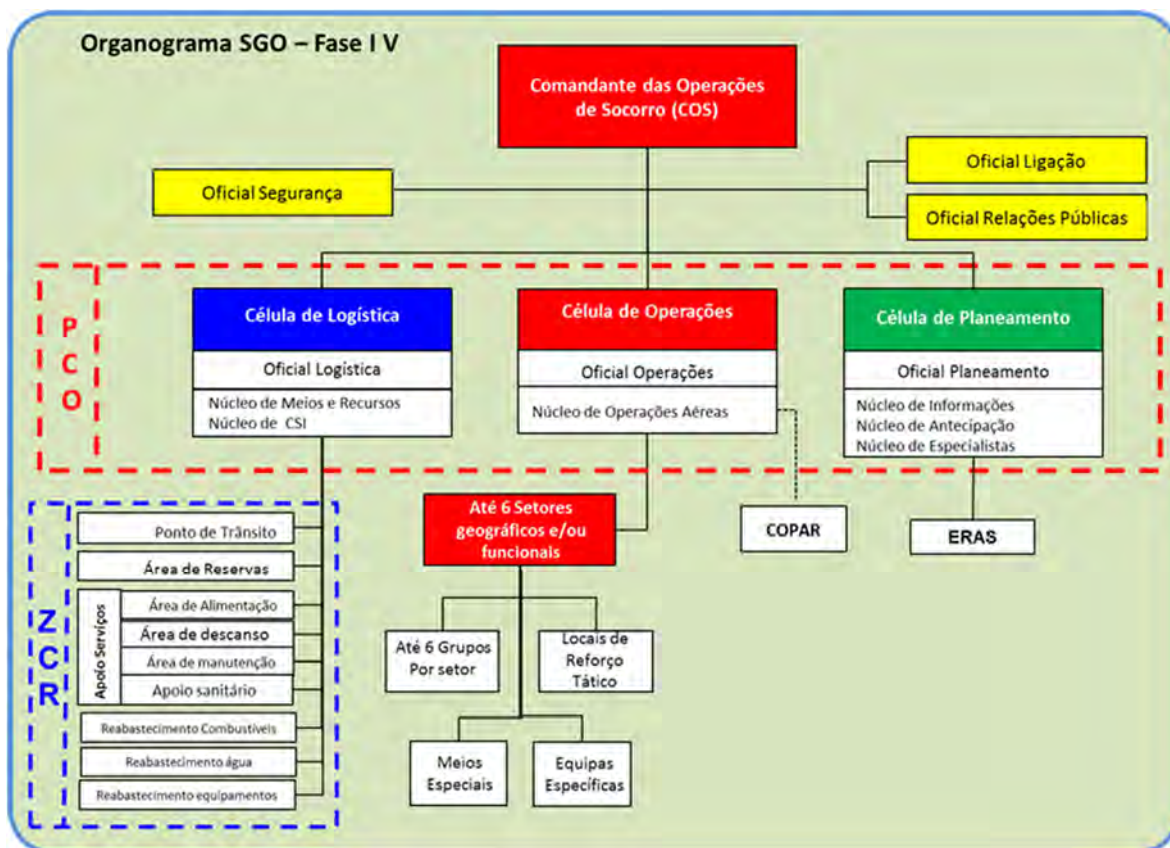 Organograma SGO – Fase I V
Comandante das Operações
de Socorro (COS)
Oficial Segurança
Oficial Ligação
Oficial Relações Públicas
PCO
Célula de Logística
Oficial Logística
Núcleo de Meios e Recursos
Núcleo de CSI
Célula de Operações
Oficial Operações
Núcleo de Operações Aéreas
Célula de Planeamento
Oficial Planeamento
Núcleo de Informações
Núcleo de Antecipação
Núcleo de Especialistas
Até 6 Setores
geográficos e/ou
funcionais
COPAR
ERAS
Até 6 Grupos
Por setor
Locais de
Reforço
Tático
Meios
Especiais
Equipas
Específicas
ZCR
Ponto de Trânsito
Área de Reservas
Apoio Serviços
Área de Alimentação
Área de descanso
Área de manutenção
Apoio sanitário
Reabastecimento Combustíveis
Reabastecimento água
Reabastecimento equipamentos